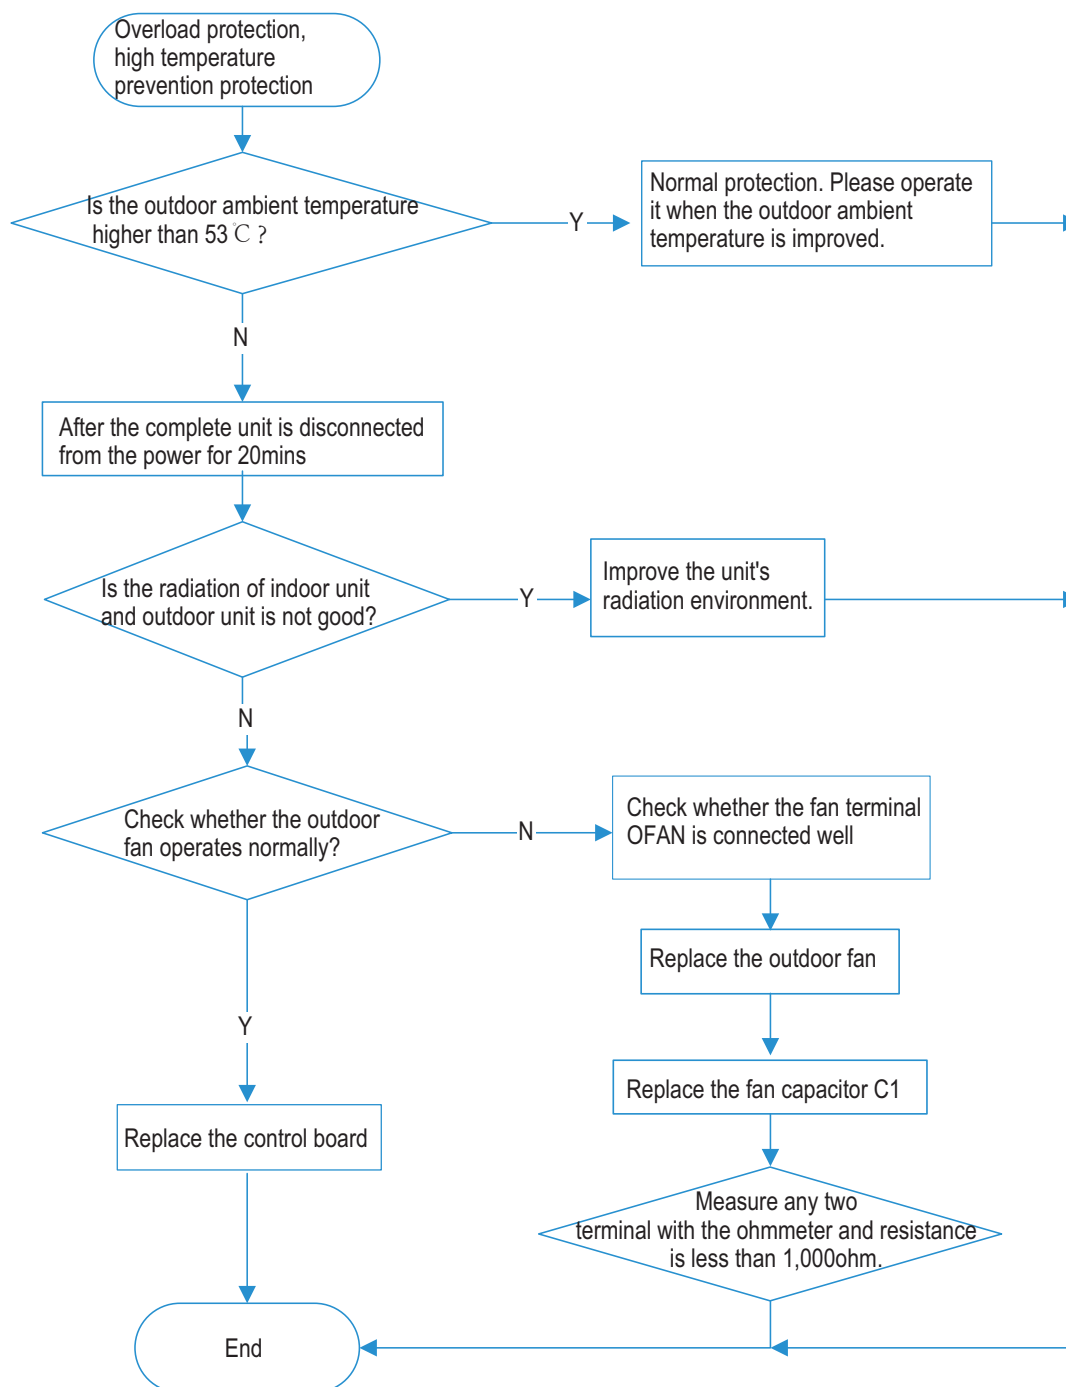 Overload protection,
high temperature
prevention protection
Is the outdoor ambient temperature
higher than 53℃ ?
Y
Normal protection. Please operate
it when the outdoor ambient
temperature is improved.
N
After the complete unit is disconnected
from the power for 20mins
Is the radiation of indoor unit
and outdoor unit is not good?
Y
Improve the unit's
radiation environment.
N
Check whether the outdoor
fan operates normally?
N
Check whether the fan terminal
OFAN is connected well
Replace the outdoor fan
Y
Replace the fan capacitor C1
Replace the control board
Measure any two
terminal with the ohmmeter and resistance
is less than 1,000ohm.
End